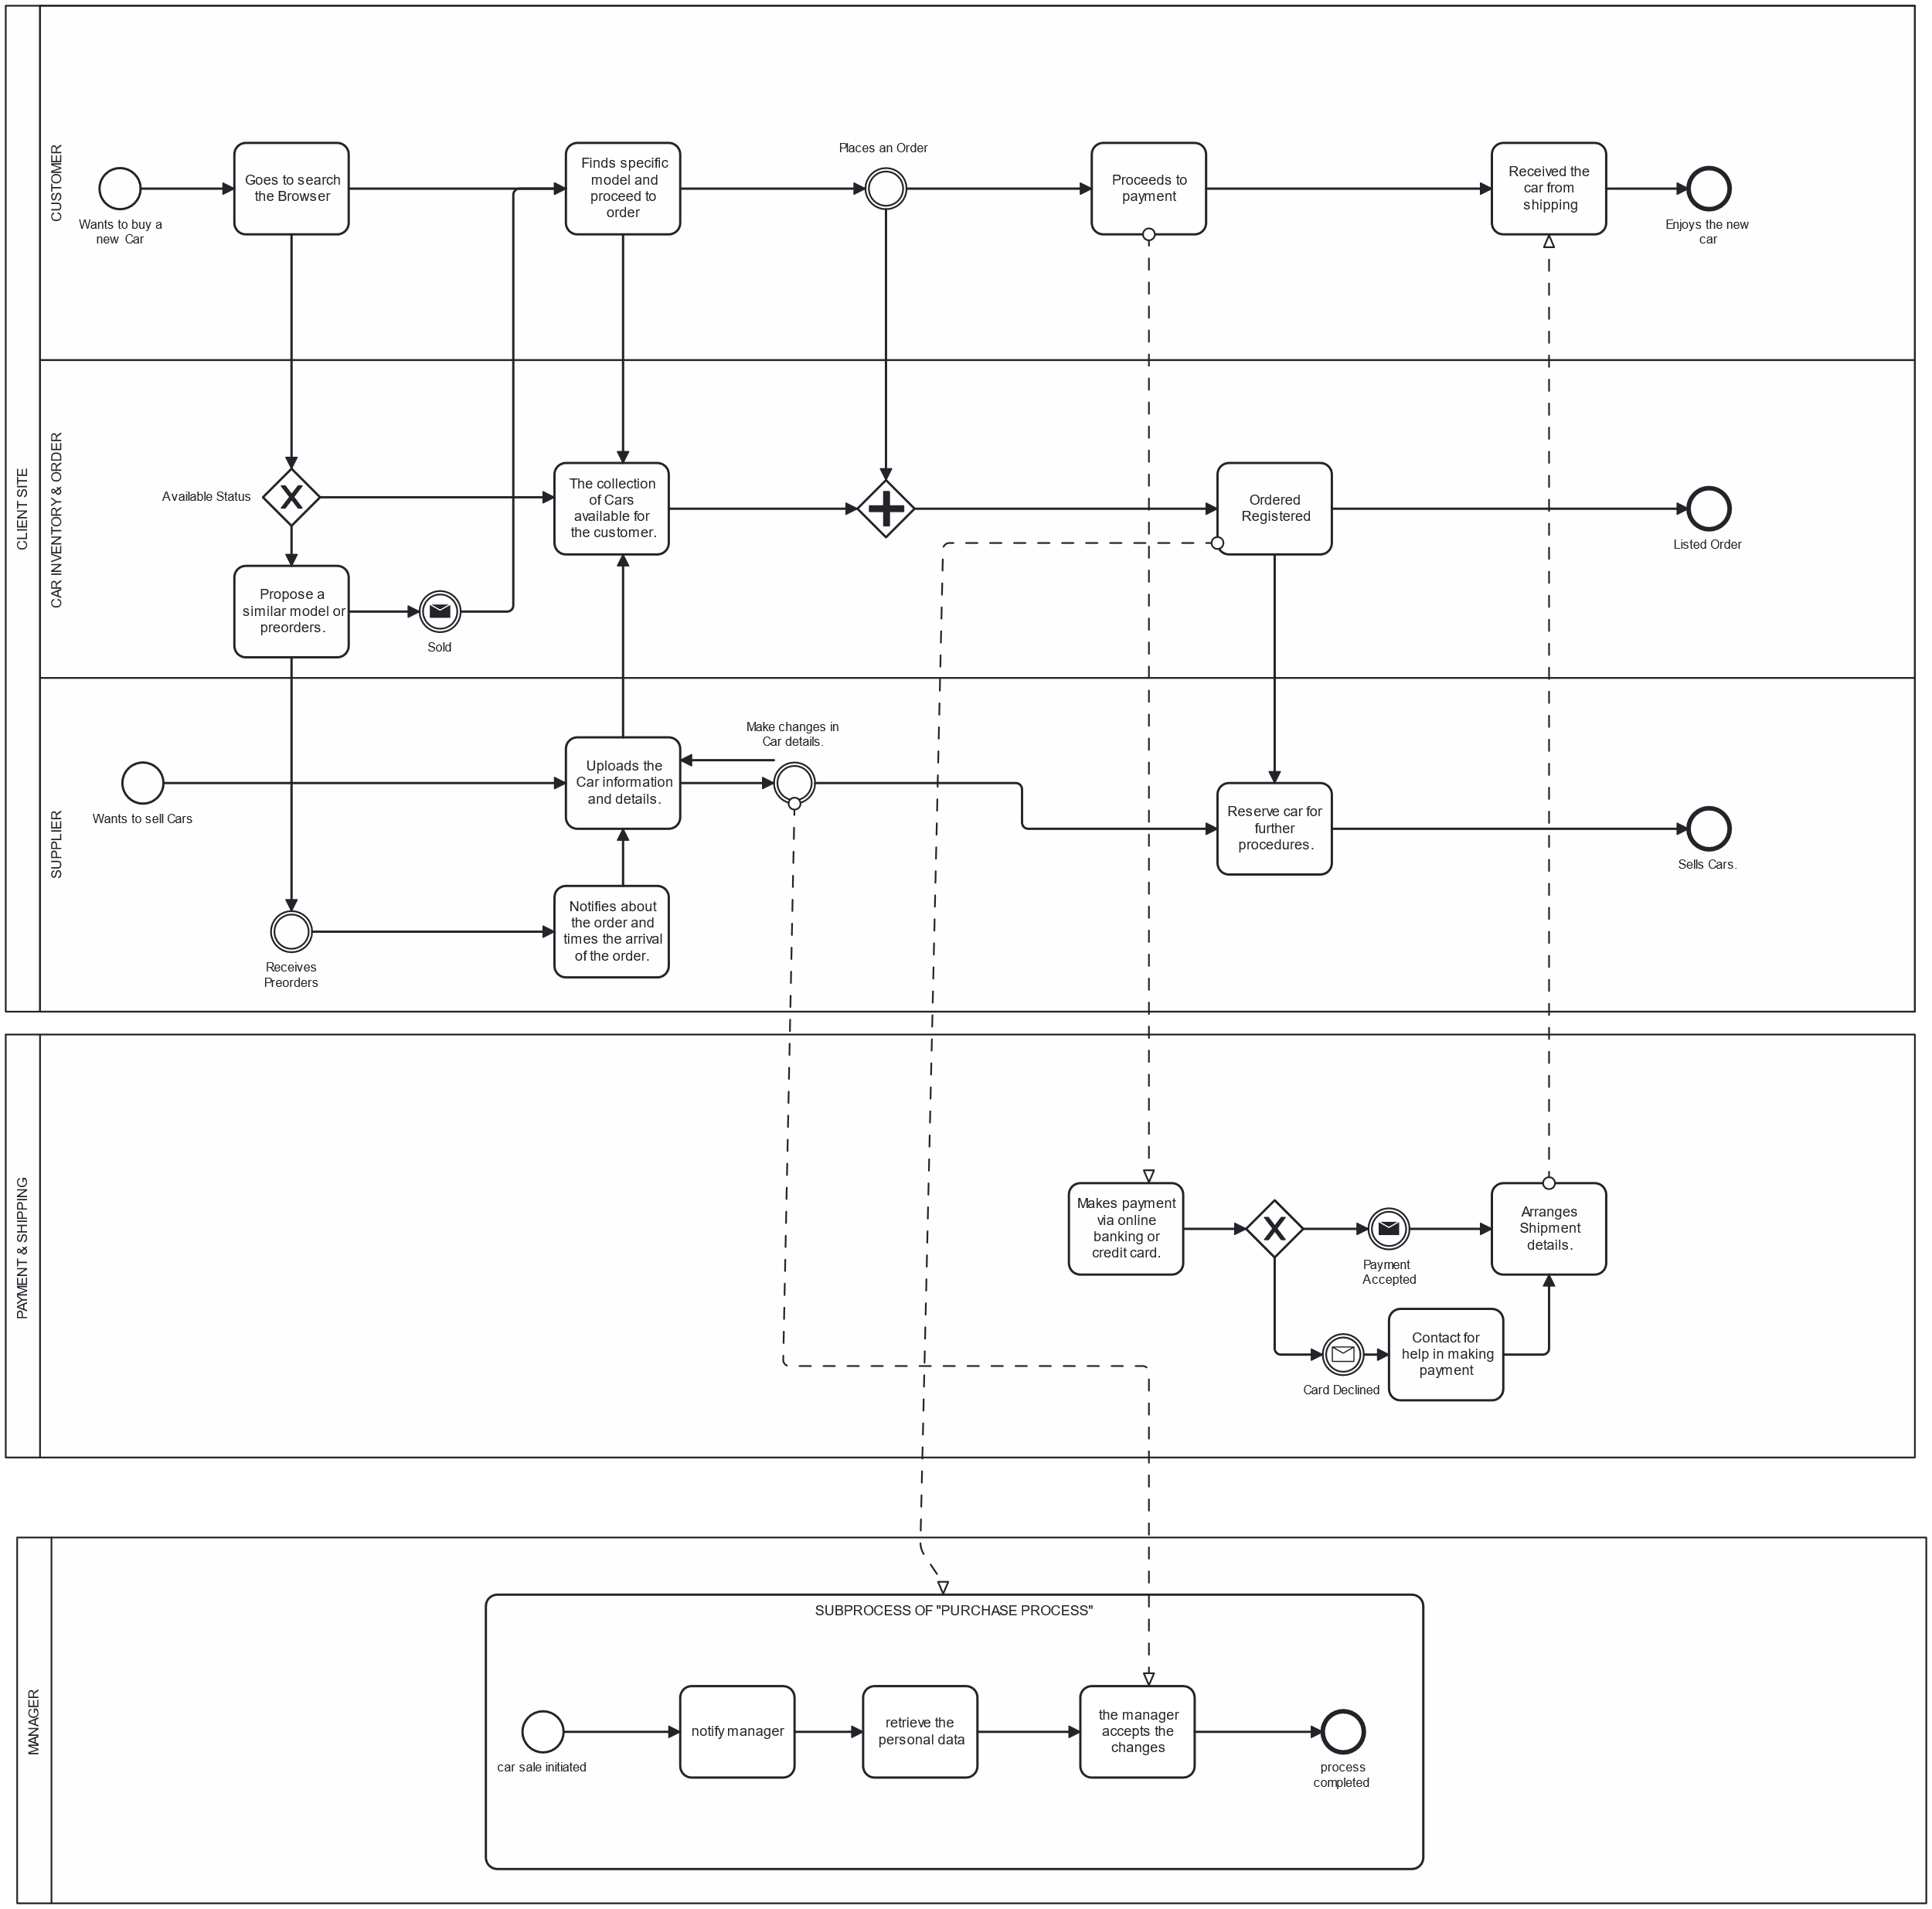 CLIENT SITE
CUSTOMER
Wants to buy a
new Car
Goes to search
the Browser
Finds specific
model and
proceed to
order
Places an Order
Proceeds to
payment
Received the
car from
shipping
Enjoys the new
car
CAR INVENTORY & ORDER
Available Status
The collection
of Cars
available for
the customer.
Ordered
Registered
Listed Order
Propose a
similar model or
preorders.
Sold
SUPPLIER
Wants to sell Cars
Uploads the
Car information
and details.
Make changes in
Car details.
Reserve car for
further
procedures.
Sells Cars.
Receives
Preorders
Notifies about
the order and
times the arrival
of the order.
PAYMENT & SHIPPING
Makes payment
via online
banking or
credit card.
Payment
Accepted
Arranges
Shipment
details.
Card Declined
Contact for
help in making
payment
MANAGER
SUBPROCESS OF "PURCHASE PROCESS"
car sale initiated
notify manager
retrieve the
personal data
the manager
accepts the
changes
process
completed